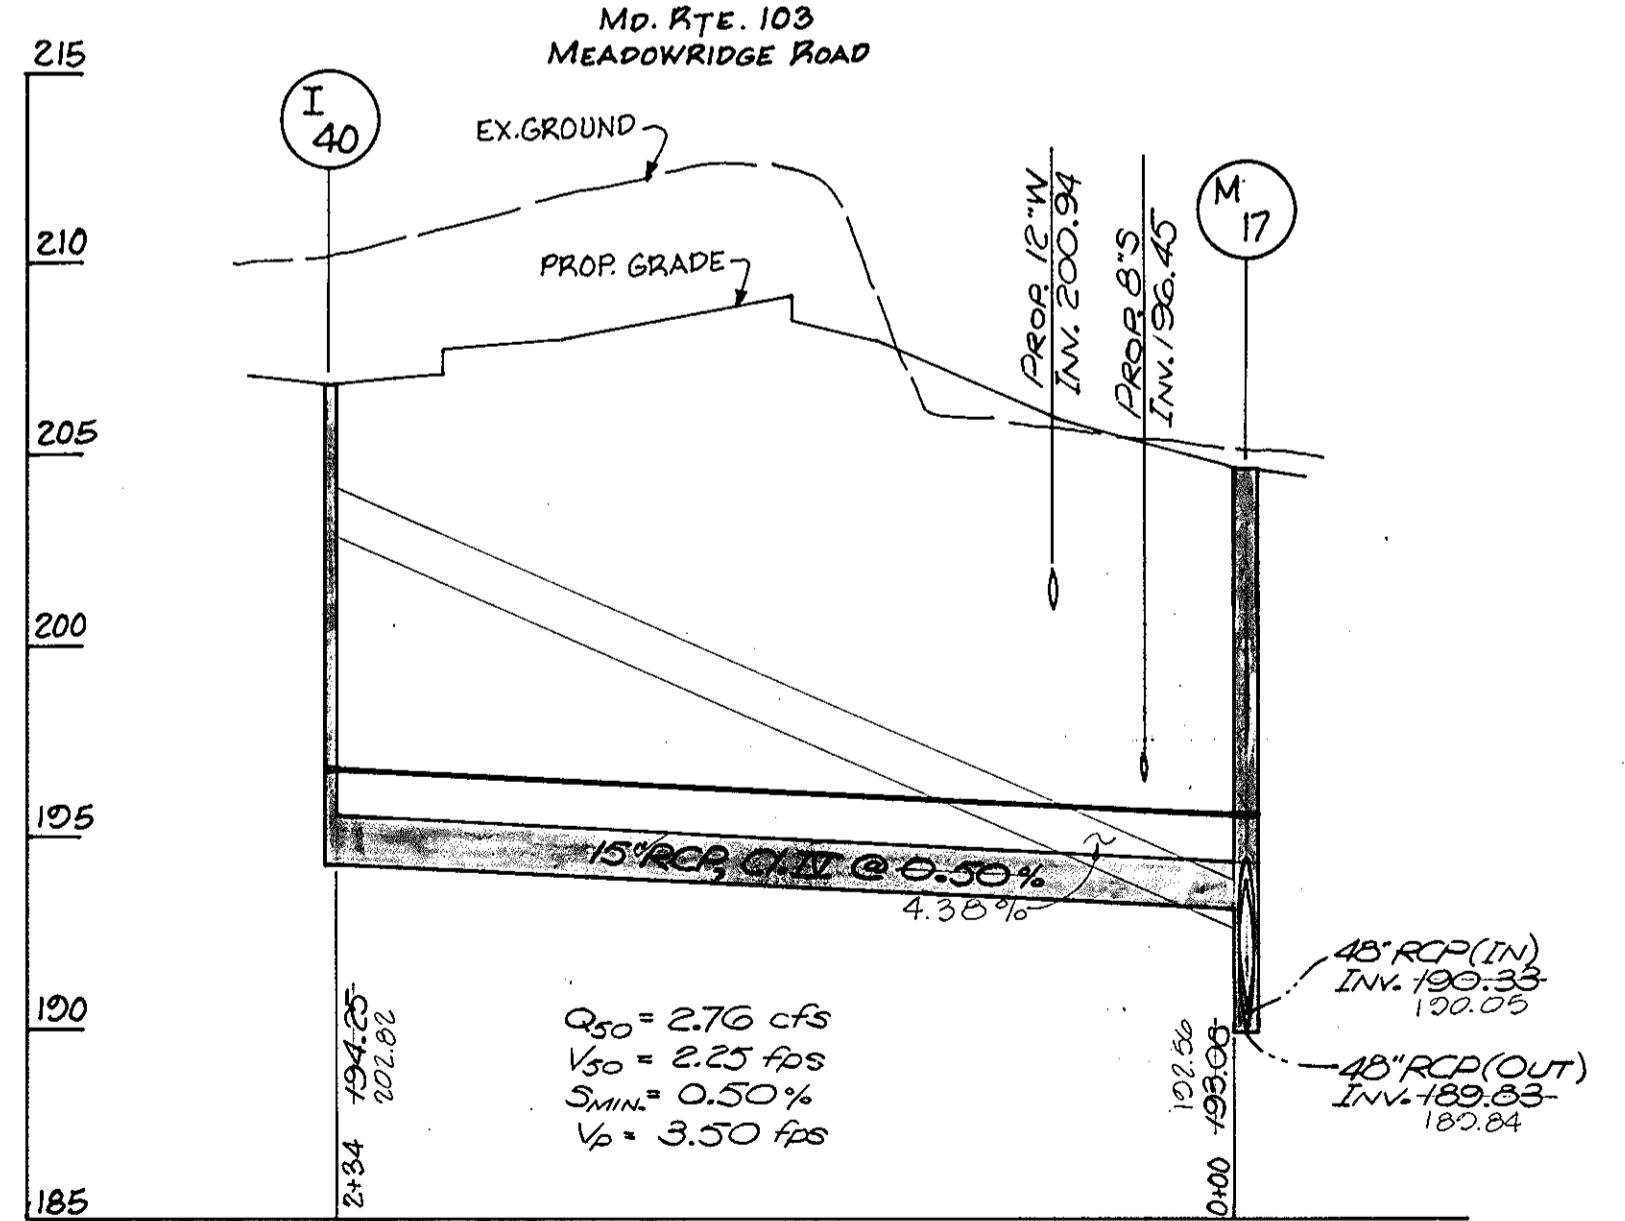 MD. RTE. 103
MEADOWRIDGE ROAD
215
I
40
EX. GROUND
210
PROP. GRADE
PROP. 12"W
INV. 200.94
PROP. 8"S
INV. 196.45
M
17
205
200
195
15" RCP, Cl. IV @ 0.50%
4.38%
190
194.25
202.82
2+34
Q50 = 2.76 cfs
V50 = 2.25 fps
SMIN. = 0.50%
Vp = 3.50 fps
192.56
193.08
0+00
48" RCP (IN)
INV. 190.33
190.05
48" RCP (OUT)
INV. 189.83
189.84
185